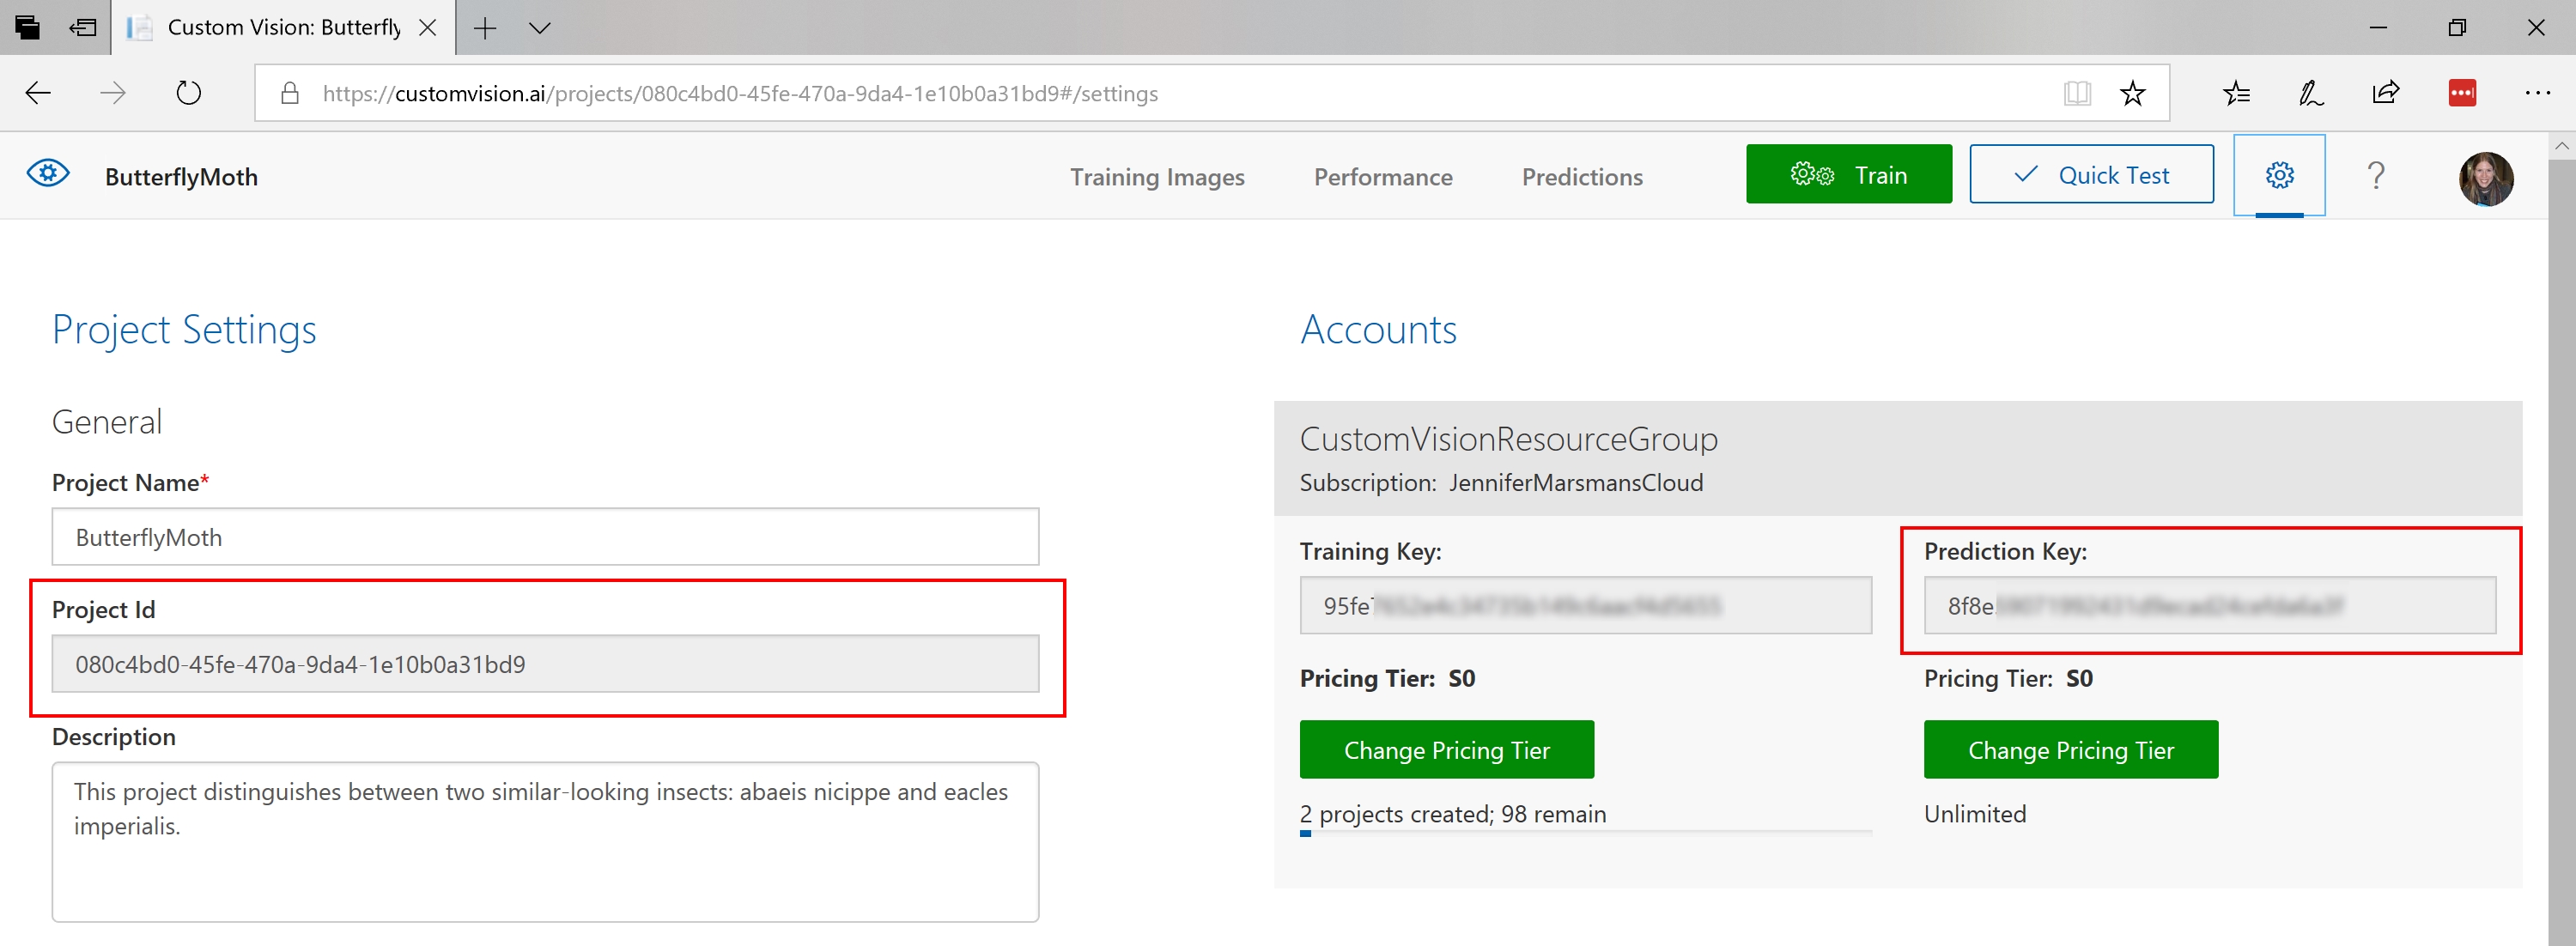 Custom Vision: Butterfly
https://customvision.ai/projects/080c4bd0-45fe-470a-9da4-1e10b0a31bd9#/settings
ButterflyMoth
Training Images
Performance
Predictions
Train
Quick Test
?
Project Settings
General
Project Name*
ButterflyMoth
Project Id
080c4bd0-45fe-470a-9da4-1e10b0a31bd9
Description
This project distinguishes between two similar-looking insects: abaeis nicippe and eacles
imperialis.
Accounts
CustomVisionResourceGroup
Subscription: JenniferMarsmansCloud
Training Key:
95fe
Pricing Tier: S0
Change Pricing Tier
2 projects created; 98 remain
Prediction Key:
8f8e
Pricing Tier: S0
Change Pricing Tier
Unlimited